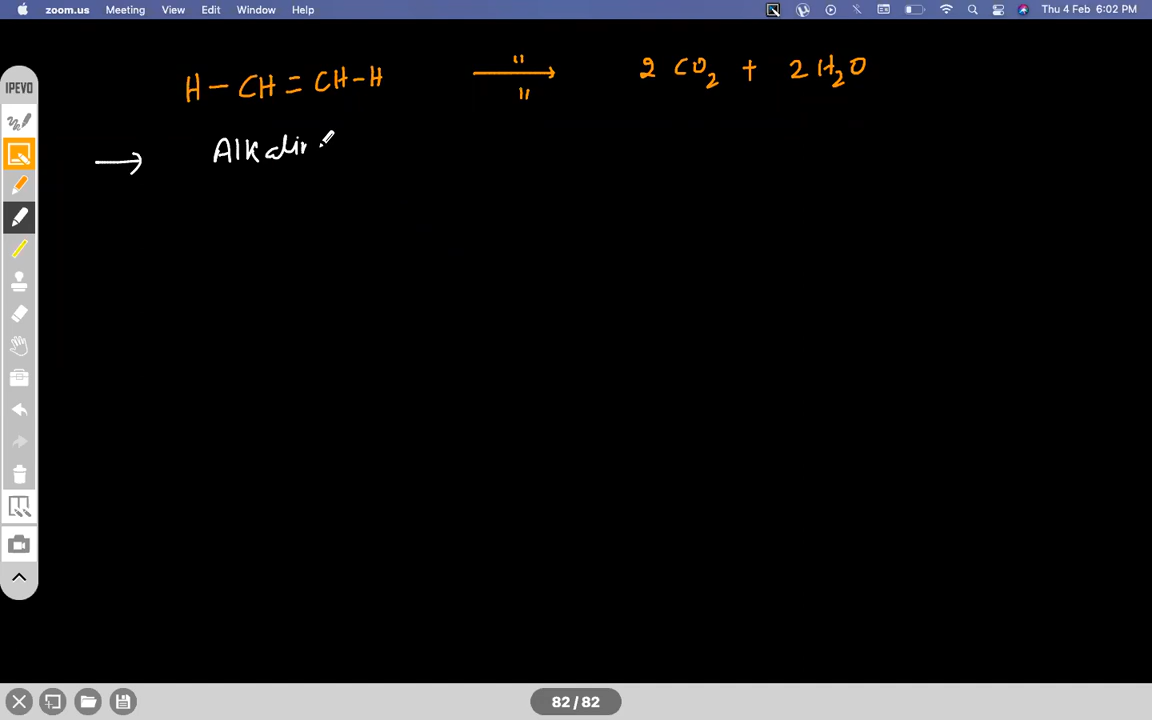 zoom.us Meeting View Edit Window Help Thu 4 Feb 6:02 PM
IPEVO
H – CH = CH – H " → " 2 CO₂ + 2 H₂O
→ Alkalin
82 / 82